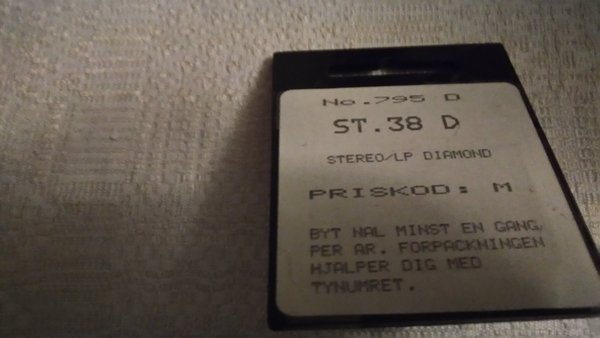 No.795 D
ST.38 D
STEREO/LP DIAMOND
PRISKOD: M
BYT NAL MINST EN GANG
PER AR. FORPACKNINGEN
HJALPER DIG MED
TYNUMRET.